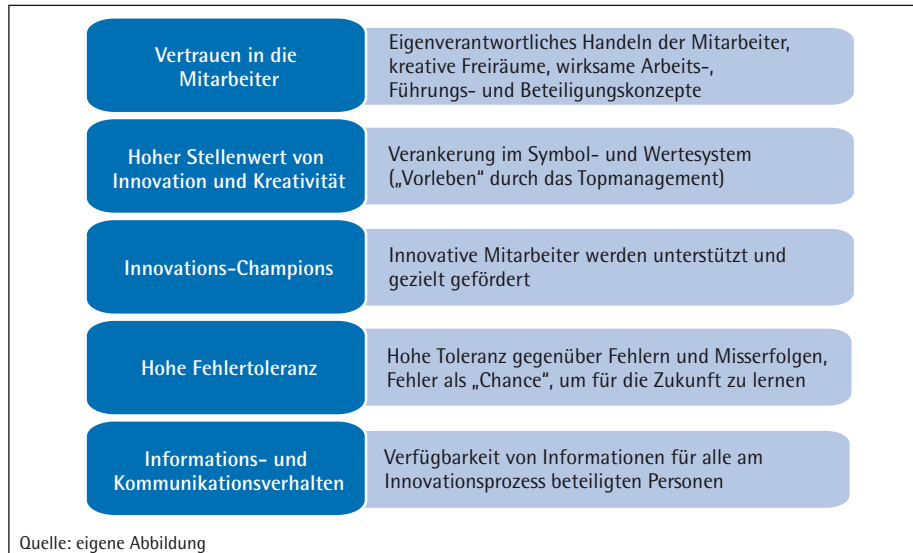 Vertrauen in die
Mitarbeiter
Eigenverantwortliches Handeln der Mitarbeiter,
kreative Freiräume, wirksame Arbeits-,
Führungs- und Beteiligungskonzepte
Hoher Stellenwert von
Innovation und Kreativität
Verankerung im Symbol- und Wertesystem
(„Vorleben“ durch das Topmanagement)
Innovations-Champions
Innovative Mitarbeiter werden unterstützt und
gezielt gefördert
Hohe Fehlertoleranz
Hohe Toleranz gegenüber Fehlern und Misserfolgen,
Fehler als „Chance“, um für die Zukunft zu lernen
Informations- und
Kommunikationsverhalten
Verfügbarkeit von Informationen für alle am
Innovationsprozess beteiligten Personen
Quelle: eigene Abbildung